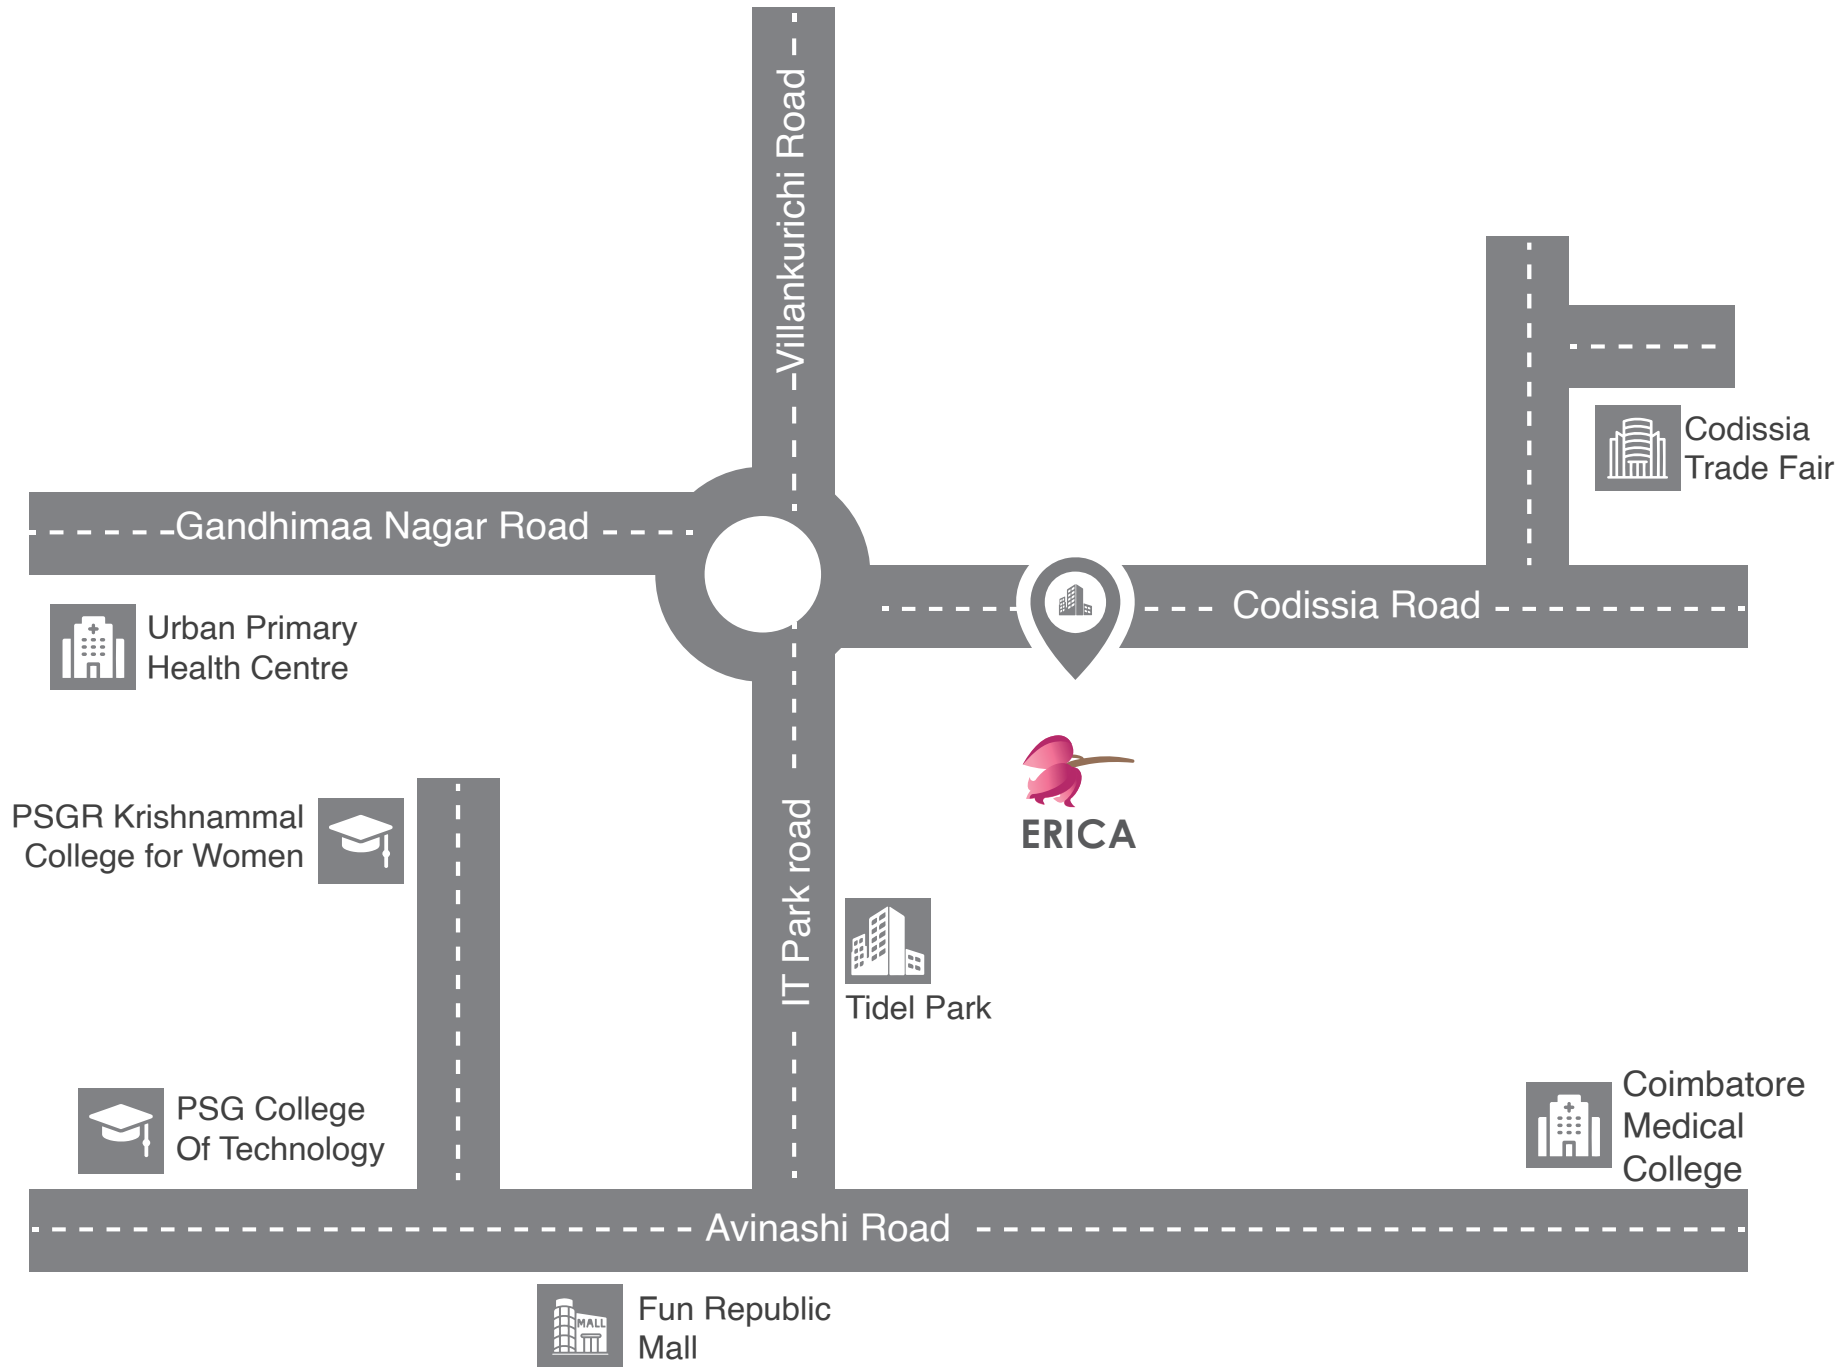 Villankurichi Road
Codissia
Trade Fair
Gandhimaa Nagar Road
Codissia Road
Urban Primary
Health Centre
PSGR Krishnammal
College for Women
ERICA
IT Park road
Tidel Park
PSG College
Of Technology
Coimbatore
Medical
College
Avinashi Road
MALL
Fun Republic
Mall